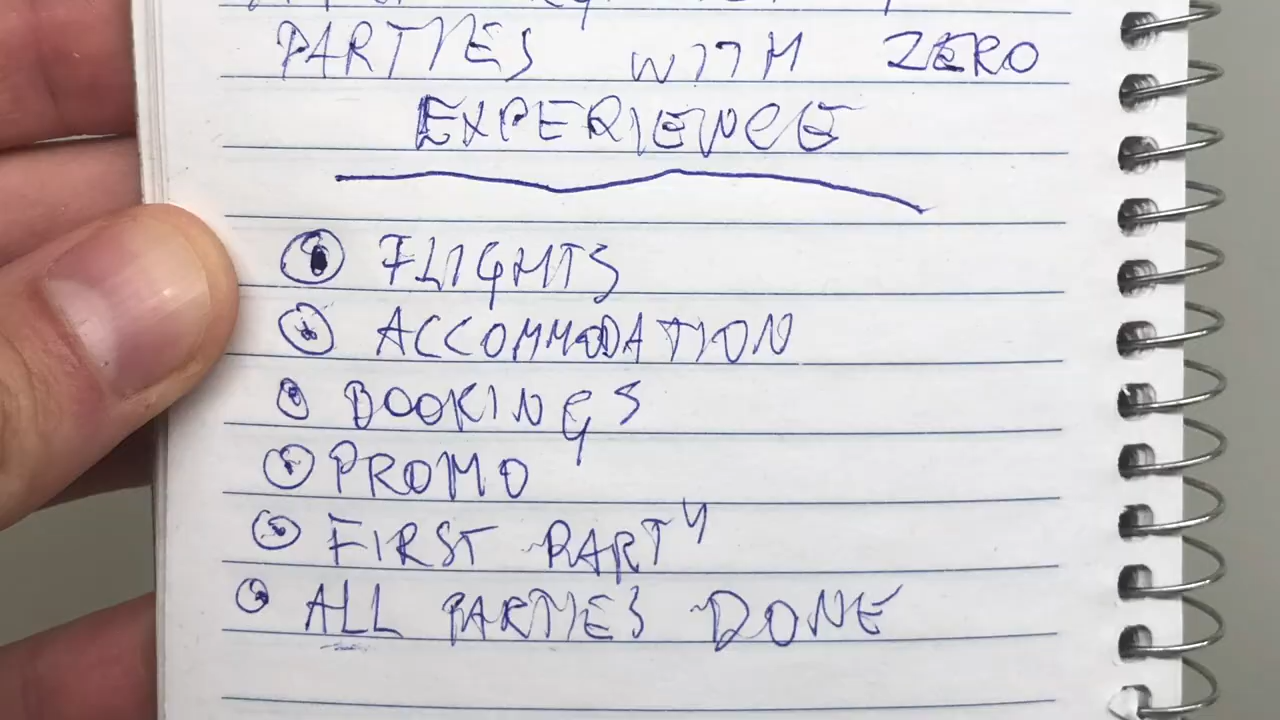 PARTIES WITH ZERO
EXPERIENCE
FLIGHTS
ACCOMMODATION
BOOKINGS
PROMO
FIRST PARTY
ALL PARTIES DONE